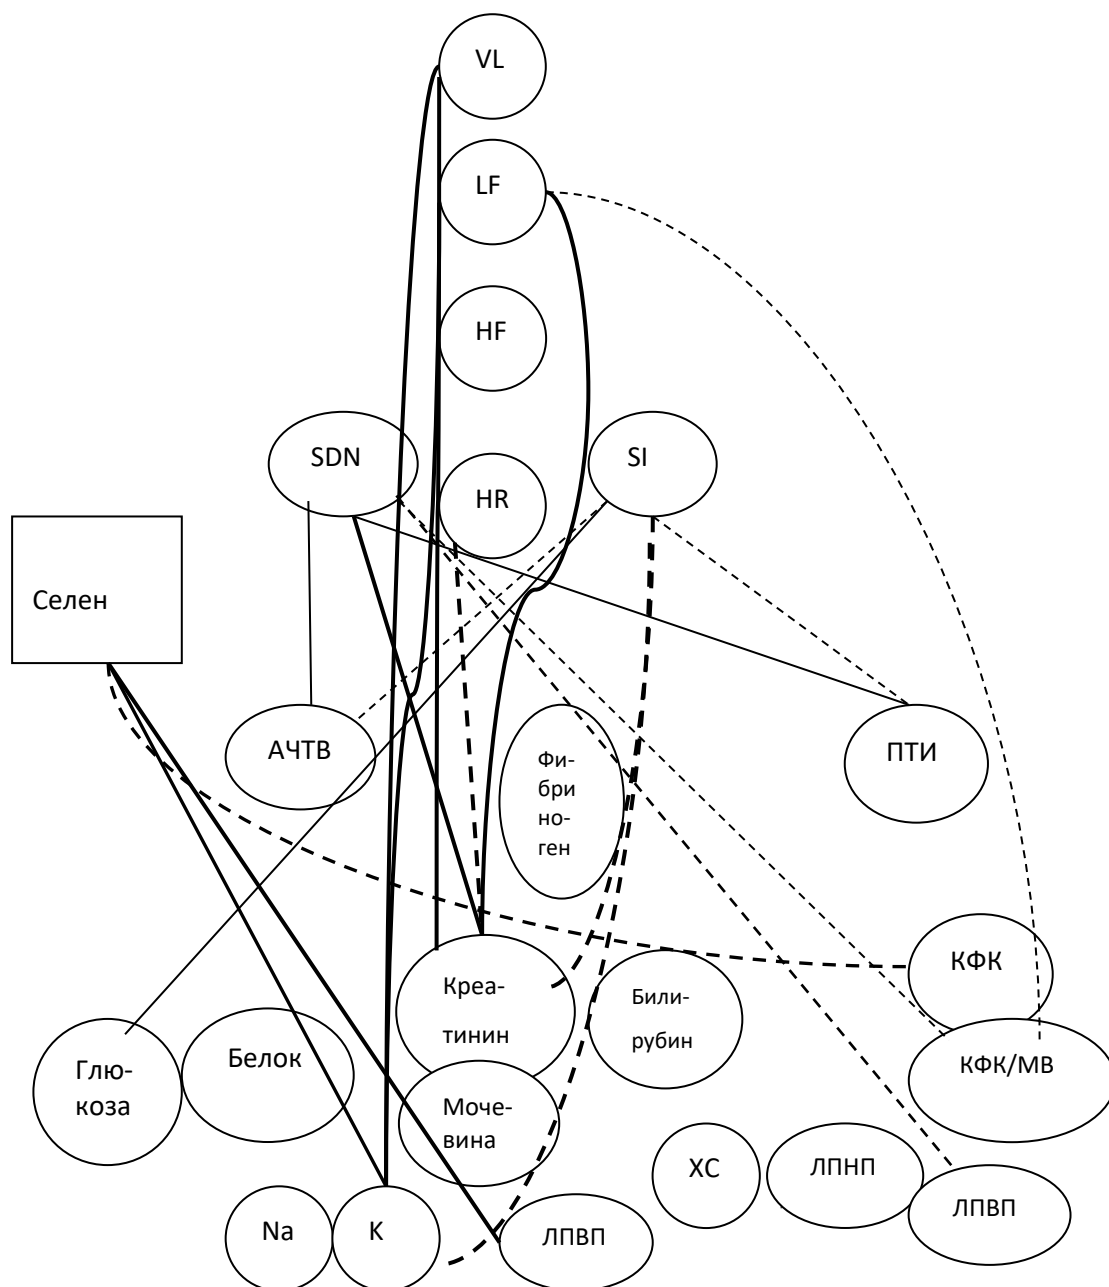 VL
LF
HF
SDN
SI
HR
Селен
АЧТВ
Фи-
бри
но-
ген
ПТИ
Креа-
тинин
Били-
рубин
КФК
Глю-
коза
Белок
КФК/МВ
Моче-
вина
ХС
ЛПНП
ЛПВП
Na
K
ЛПВП